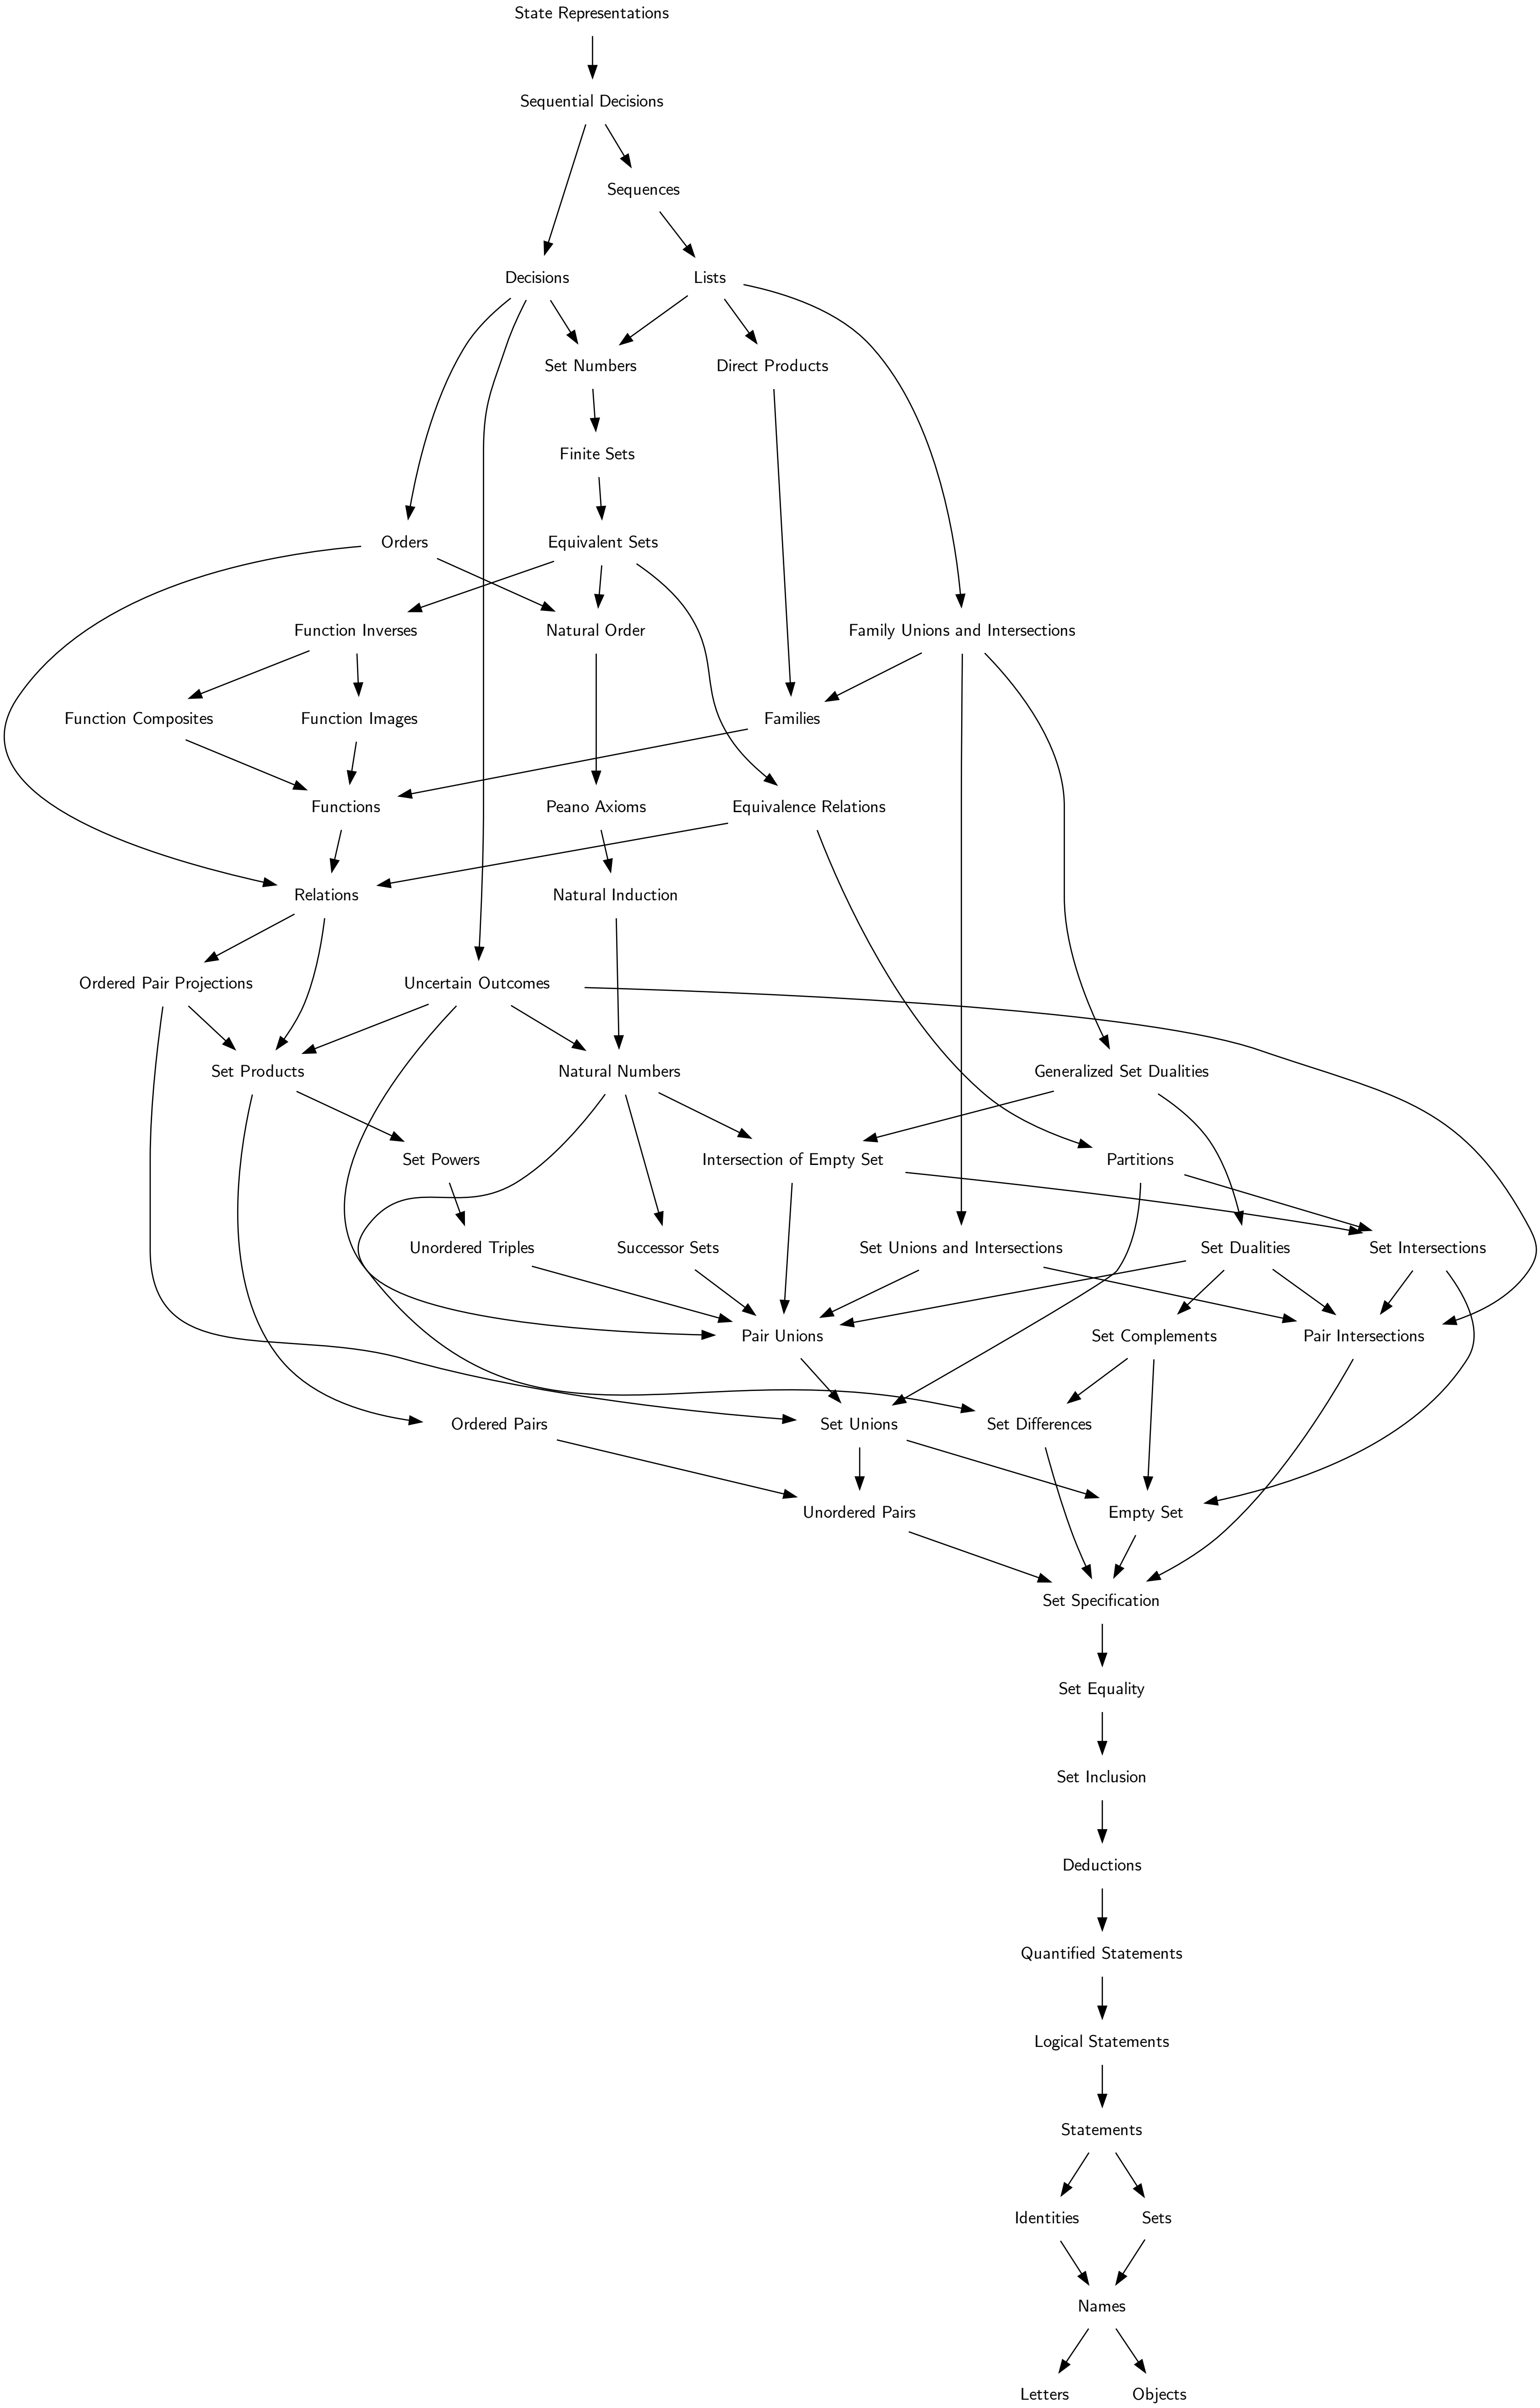 State Representations
Sequential Decisions
Sequences
Decisions
Lists
Set Numbers
Direct Products
Finite Sets
Orders
Equivalent Sets
Function Inverses
Natural Order
Family Unions and Intersections
Function Composites
Function Images
Families
Functions
Peano Axioms
Equivalence Relations
Relations
Natural Induction
Ordered Pair Projections
Uncertain Outcomes
Set Products
Natural Numbers
Generalized Set Dualities
Set Powers
Intersection of Empty Set
Partitions
Unordered Triples
Successor Sets
Set Unions and Intersections
Set Dualities
Set Intersections
Pair Unions
Set Complements
Pair Intersections
Ordered Pairs
Set Unions
Set Differences
Unordered Pairs
Empty Set
Set Specification
Set Equality
Set Inclusion
Deductions
Quantified Statements
Logical Statements
Statements
Identities
Sets
Names
Letters
Objects